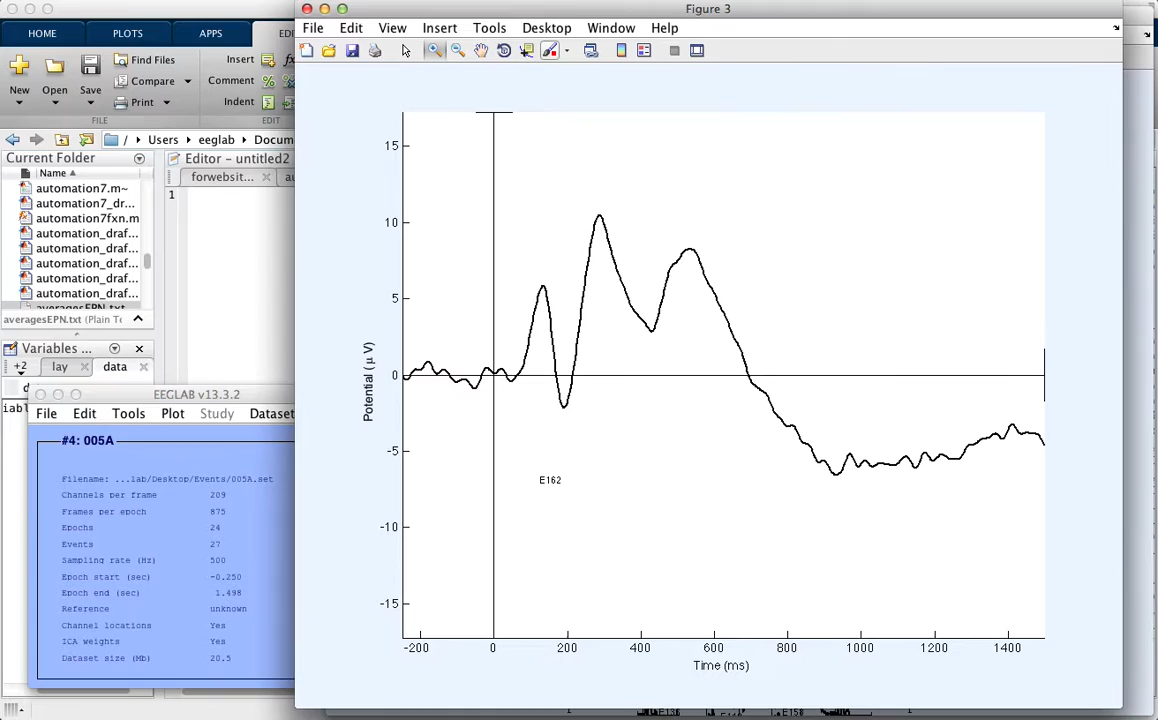 Figure 3
File Edit View Insert Tools Desktop Window Help
HOME PLOTS APPS
New
Open
Save
Find Files
Compare
Print
Insert
Comment
Indent
FILE
EDIT
/ Users eeglab Docum
Current Folder
Name
automation7.m~
automation7_dr...
automation7fxn.m
automation_draf...
automation_draf...
automation_draf...
automation_draf...
automation_draf...
averagesEPN.txt
averagesEPN.txt (Plain Te
Editor - untitled2
forwebsit...
1
Variables ...
+2 lay data
EEGLAB v13.3.2
File Edit Tools Plot Study Dataset
#4: 005A
Filename: ...lab/Desktop/Events/005A.set
Channels per frame 209
Frames per epoch 875
Epochs 24
Events 27
Sampling rate (Hz) 500
Epoch start (sec) -0.250
Epoch end (sec) 1.498
Reference unknown
Channel locations Yes
ICA weights Yes
Dataset size (Mb) 20.5
Potential (μ V)
15
10
5
0
-5
-10
-15
E162
-200 0 200 400 600 800 1000 1200 1400
Time (ms)